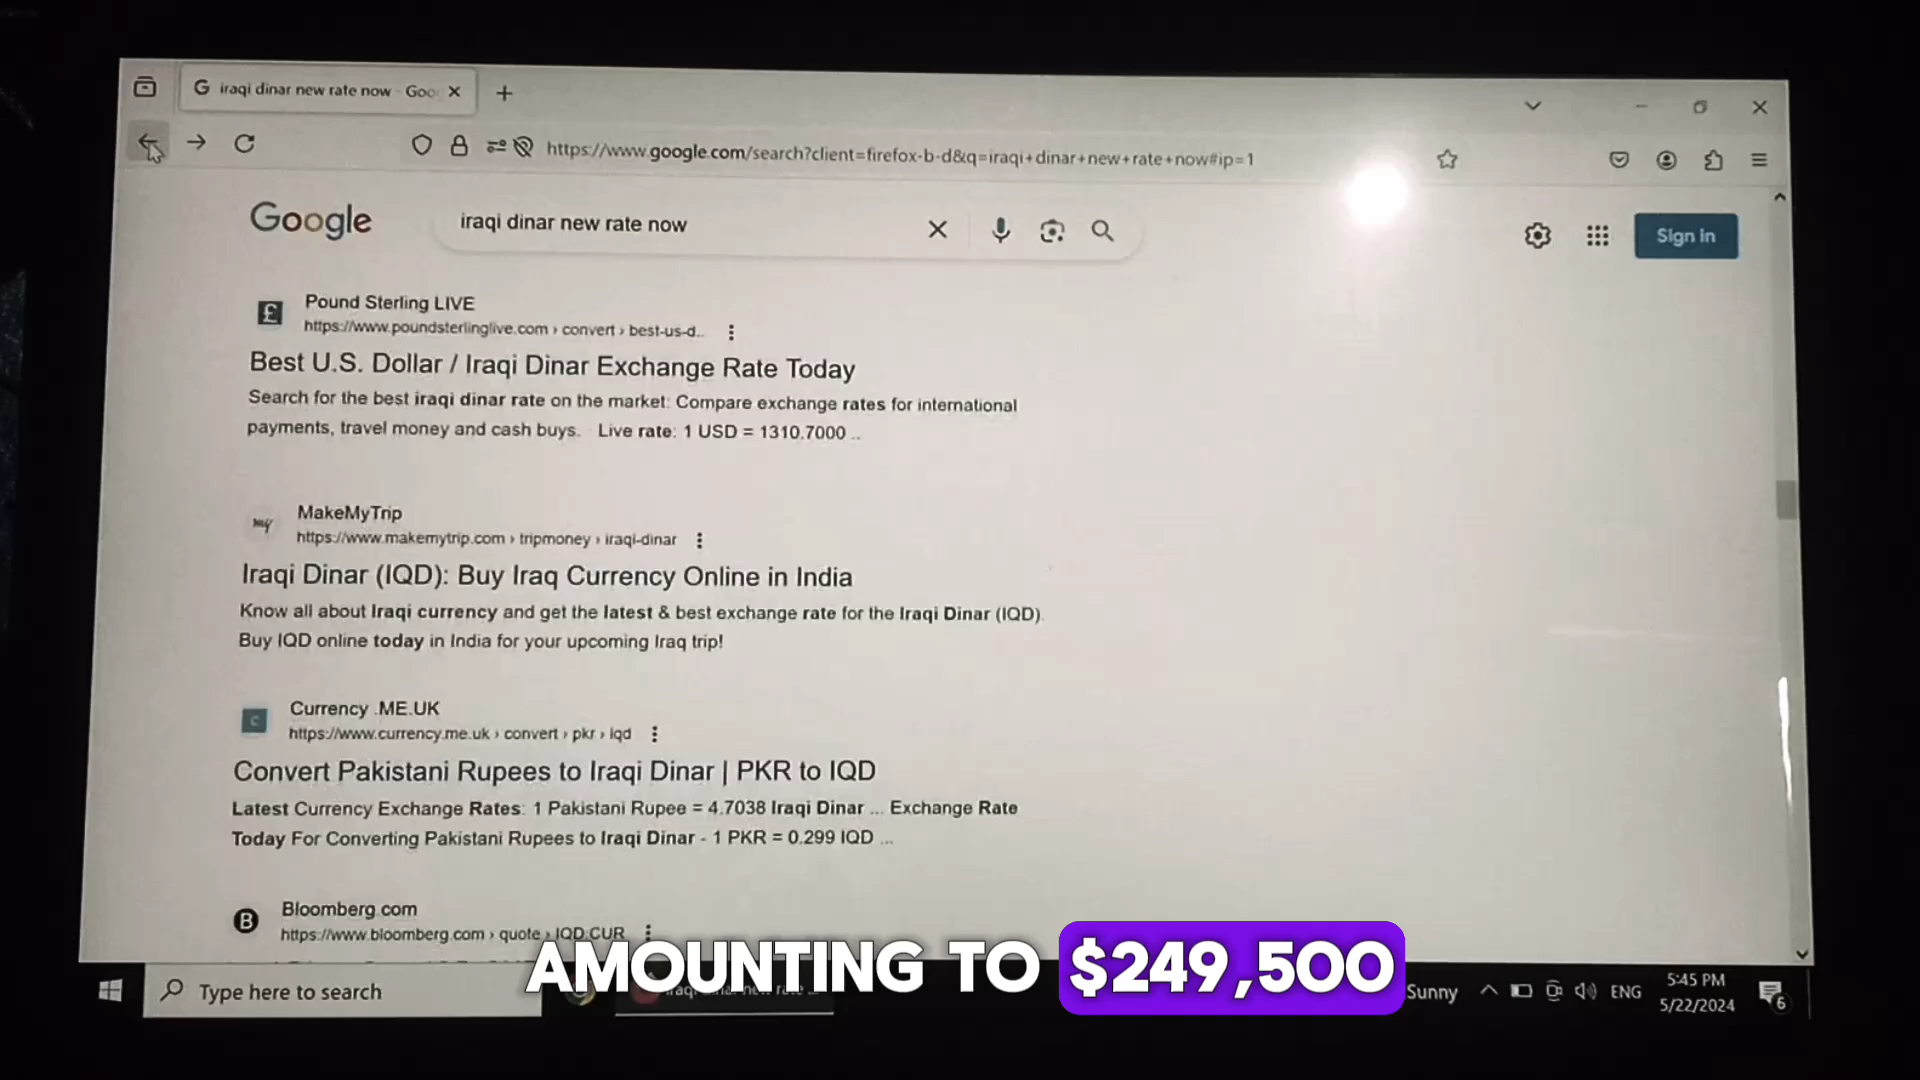 iraqi dinar new rate now - Goo
https://www.google.com/search?client=firefox-b-d&q=iraqi+dinar+new+rate+now#ip=1
Google
iraqi dinar new rate now
Sign in
Pound Sterling LIVE
https://www.poundsterlinglive.com › convert › best-us-d..
Best U.S. Dollar / Iraqi Dinar Exchange Rate Today
Search for the best iraqi dinar rate on the market: Compare exchange rates for international
payments, travel money and cash buys. Live rate: 1 USD = 1310.7000 ..
my
MakeMyTrip
https://www.makemytrip.com › tripmoney › iraqi-dinar
Iraqi Dinar (IQD): Buy Iraq Currency Online in India
Know all about Iraqi currency and get the latest & best exchange rate for the Iraqi Dinar (IQD).
Buy IQD online today in India for your upcoming Iraq trip!
C
Currency .ME.UK
https://www.currency.me.uk › convert › pkr › iqd
Convert Pakistani Rupees to Iraqi Dinar | PKR to IQD
Latest Currency Exchange Rates: 1 Pakistani Rupee = 4.7038 Iraqi Dinar ... Exchange Rate
Today For Converting Pakistani Rupees to Iraqi Dinar - 1 PKR = 0.299 IQD ...
B
Bloomberg.com
https://www.bloomberg.com › quote › IQD.CUR
AMOUNTING TO $249,500
Type here to search
Sunny
ENG
5:45 PM
5/22/2024
6